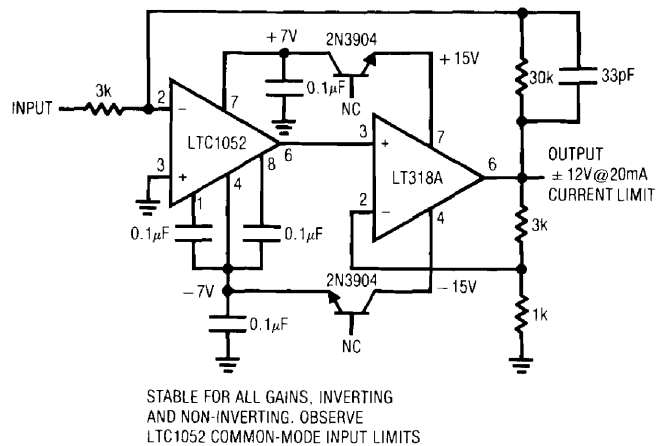 2N3904
+7V
+15V
0.1μF
NC
30k
33pF
INPUT
3k
2
−
7
LTC1052
6
3
+
8
1
4
3
+
7
LT318A
6
2
−
4
OUTPUT
± 12V@20mA
CURRENT LIMIT
3k
0.1μF
0.1μF
2N3904
−7V
−15V
0.1μF
NC
1k
STABLE FOR ALL GAINS, INVERTING
AND NON-INVERTING. OBSERVE
LTC1052 COMMON-MODE INPUT LIMITS